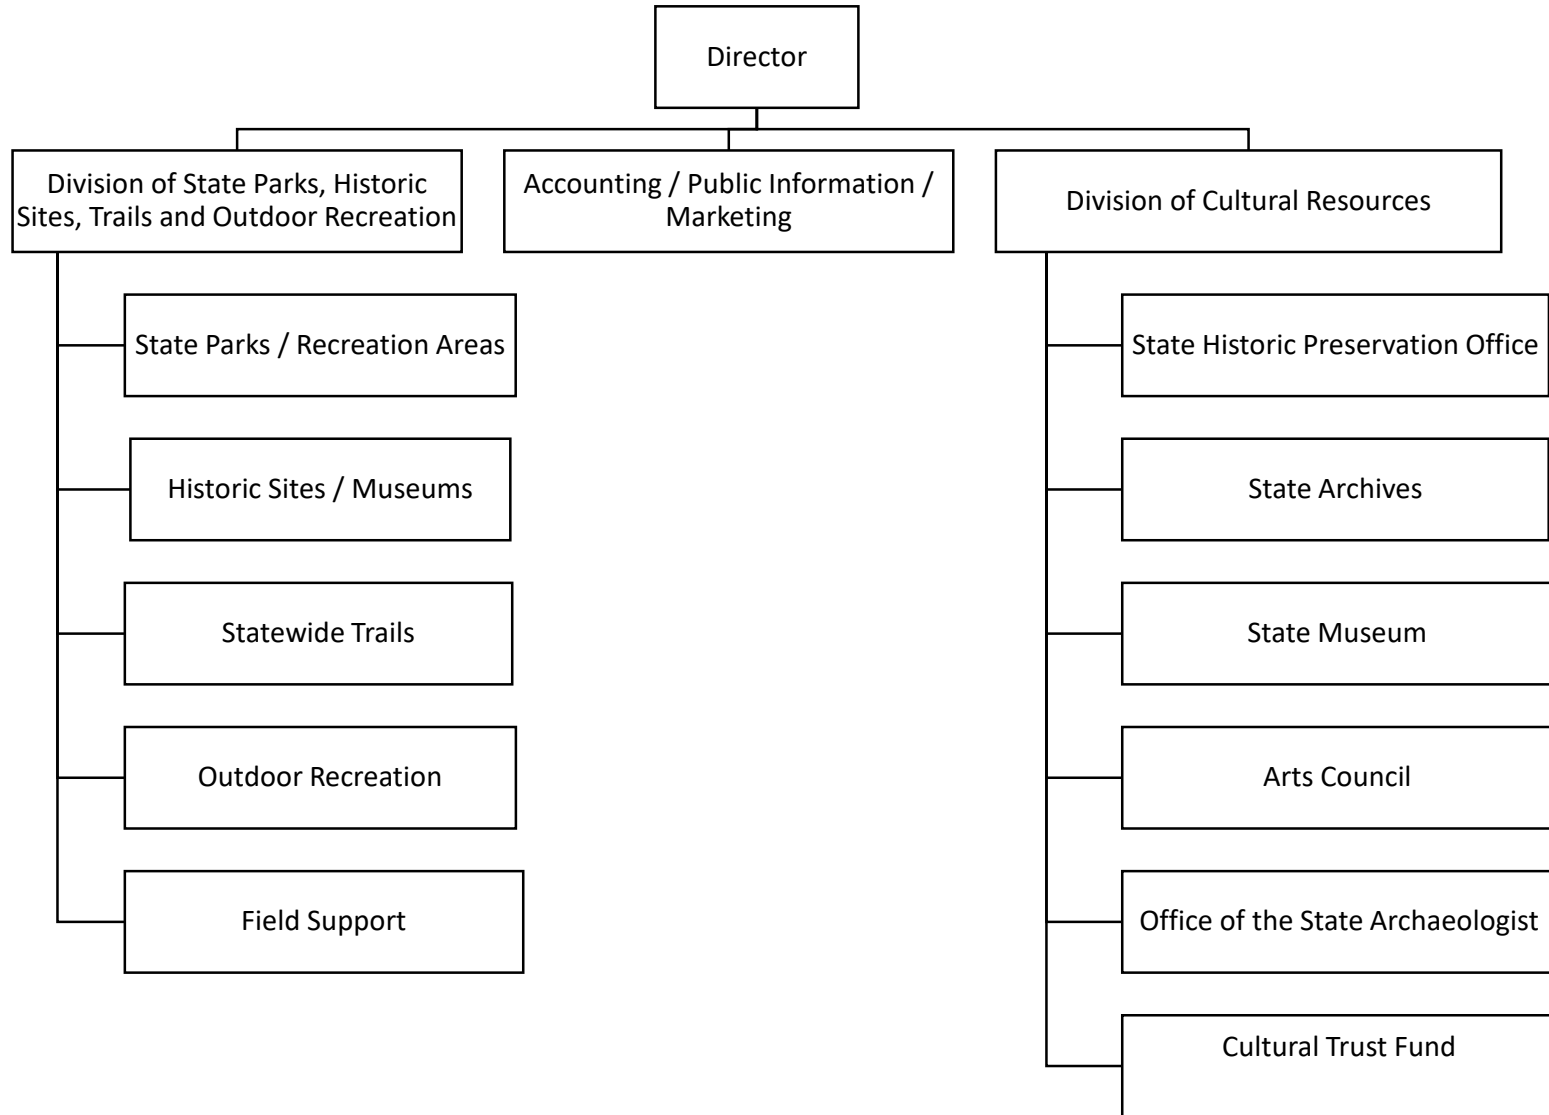 Director
Division of State Parks, Historic
Sites, Trails and Outdoor Recreation
Accounting / Public Information /
Marketing
Division of Cultural Resources
State Parks / Recreation Areas
Historic Sites / Museums
Statewide Trails
Outdoor Recreation
Field Support
State Historic Preservation Office
State Archives
State Museum
Arts Council
Office of the State Archaeologist
Cultural Trust Fund